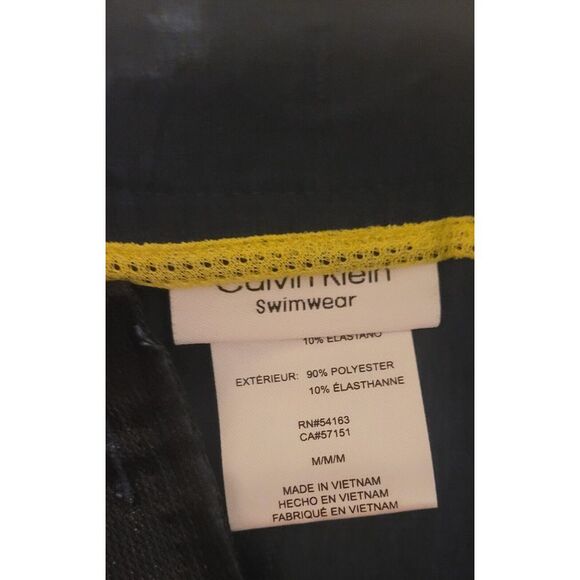 Calvin Klein
Swimwear
10% ELASTANO
EXTÉRIEUR: 90% POLYESTER
10% ÉLASTHANNE
RN#54163
CA#57151
M/M/M
MADE IN VIETNAM
HECHO EN VIETNAM
FABRIQUÉ EN VIETNAM